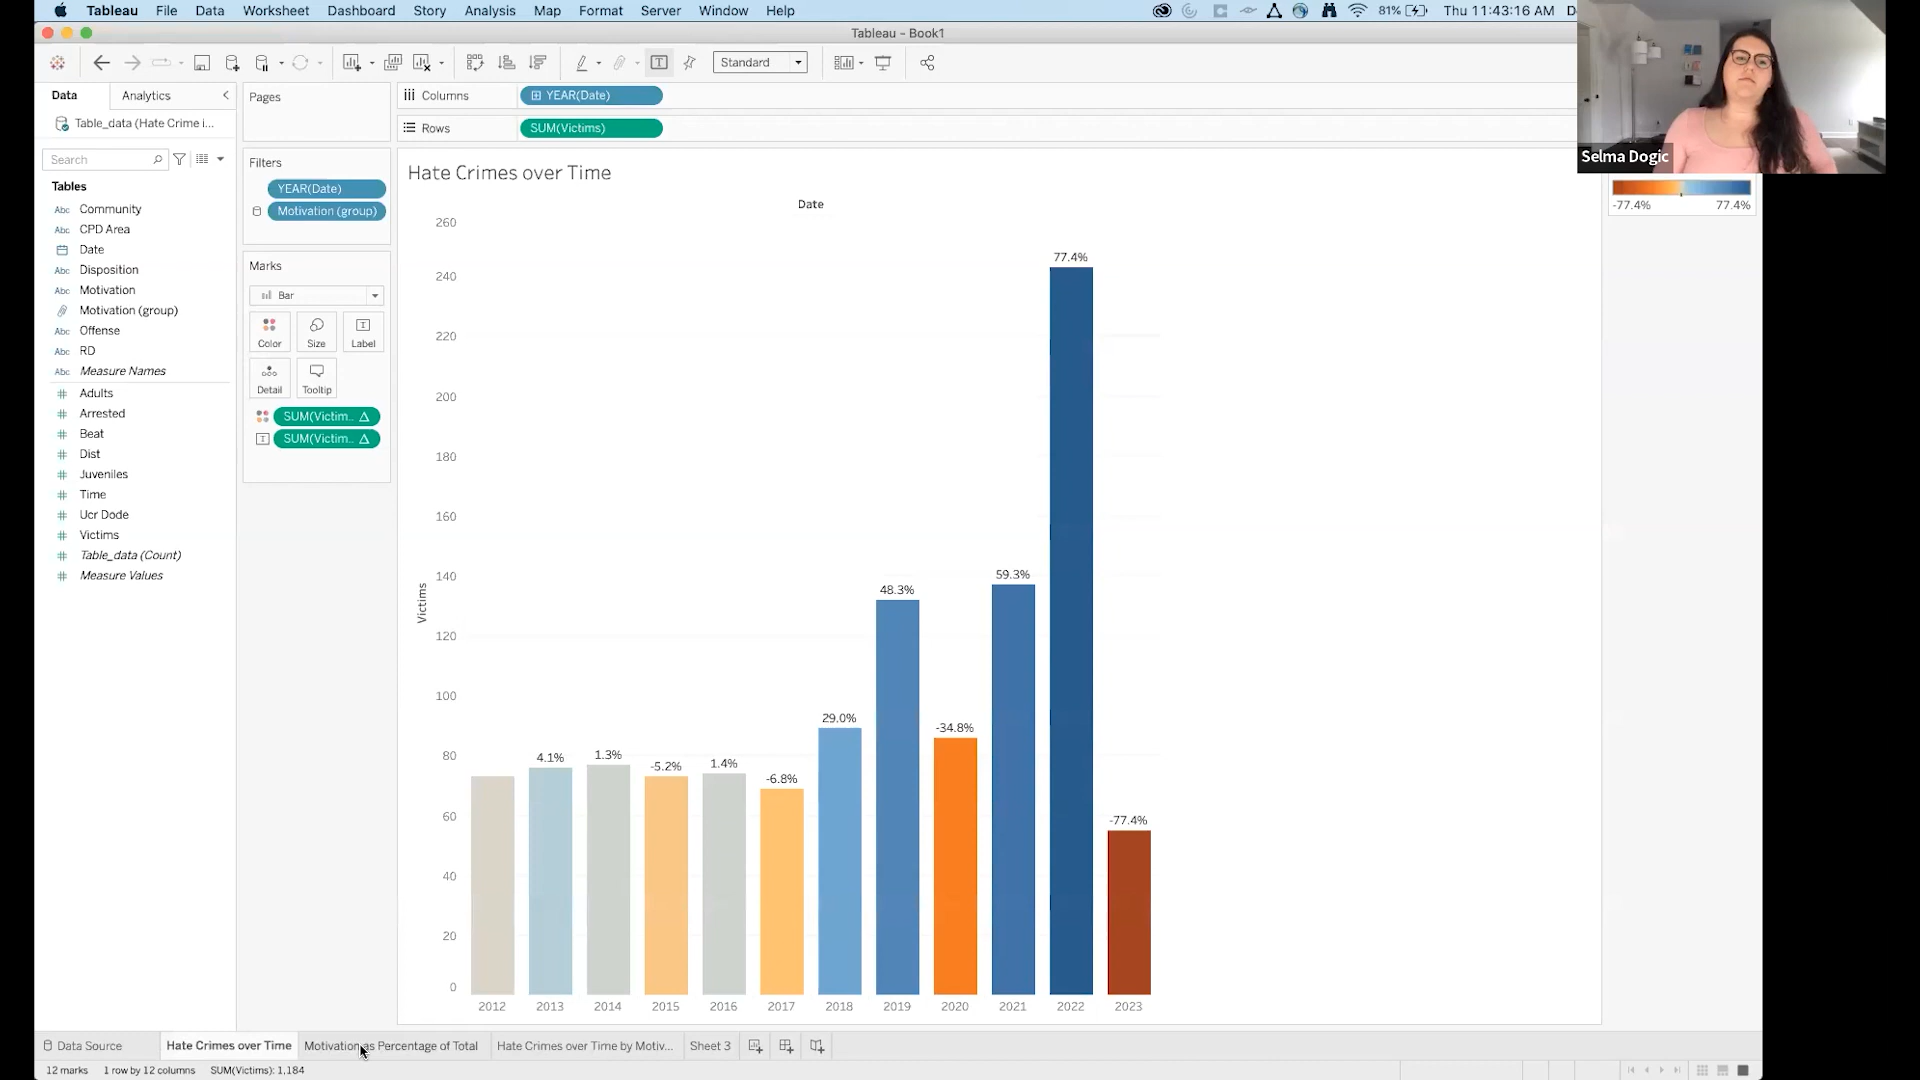 Tableau File Data Worksheet Dashboard Story Analysis Map Format Server Window Help 81% Thu 11:43:16 AM
Tableau - Book1
Standard
Data Analytics
Table_data (Hate Crime i...
Search
Tables
Abc Community
Abc CPD Area
Date
Abc Disposition
Abc Motivation
Motivation (group)
Abc Offense
Abc RD
Abc Measure Names
Adults
Arrested
Beat
Dist
Juveniles
Time
Ucr Dode
Victims
Table_data (Count)
Measure Values
Pages
Filters
YEAR(Date)
Motivation (group)
Marks
Bar
Color Size Label
Detail Tooltip
SUM(Victim.. △
SUM(Victim.. △
Columns YEAR(Date)
Rows SUM(Victims)
Hate Crimes over Time
Date
Victims
260
240
220
200
180
160
140
120
100
80
60
40
20
0
4.1%
1.3%
-5.2%
1.4%
-6.8%
29.0%
48.3%
-34.8%
59.3%
77.4%
-77.4%
2012 2013 2014 2015 2016 2017 2018 2019 2020 2021 2022 2023
Selma Dogic
-77.4% 77.4%
Data Source Hate Crimes over Time Motivation as Percentage of Total Hate Crimes over Time by Motiv... Sheet 3
12 marks 1 row by 12 columns SUM(Victims): 1,184